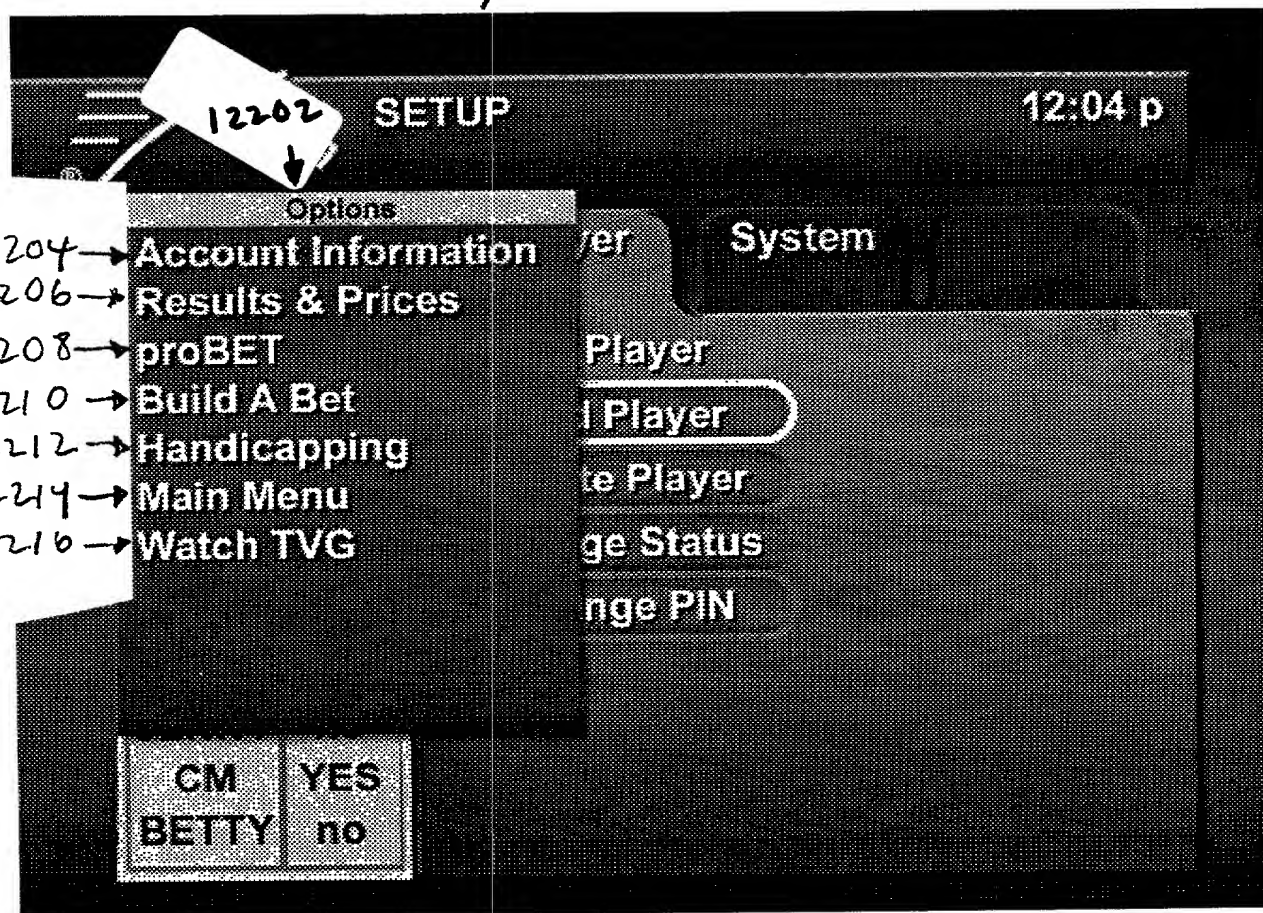 12202
SETUP
12:04 p
®
Options
204 Account Information
206 Results & Prices
208 proBET
210 Build A Bet
212 Handicapping
214 Main Menu
216 Watch TVG
yer
System
Player
l Player
te Player
ge Status
nge PIN
CM YES
BETTY no